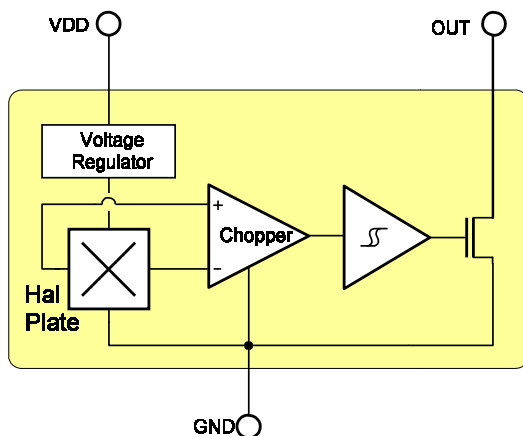 VDD
OUT
Voltage
Regulator
+
Chopper
-
Hal
Plate
GND